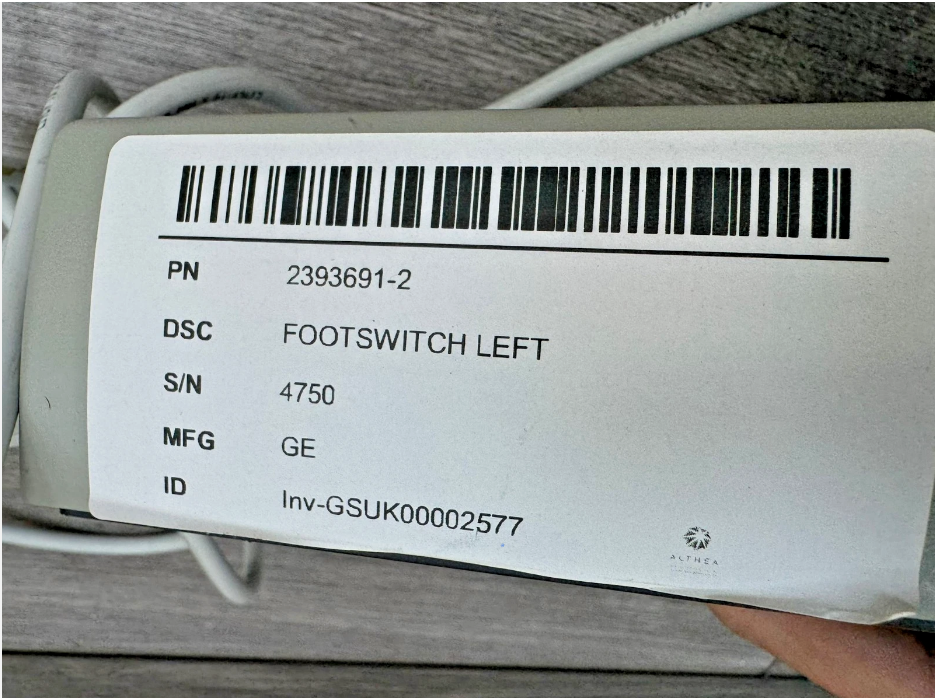 PN 2393691-2
DSC FOOTSWITCH LEFT
S/N 4750
MFG GE
ID Inv-GSUK00002577
ALTHEA